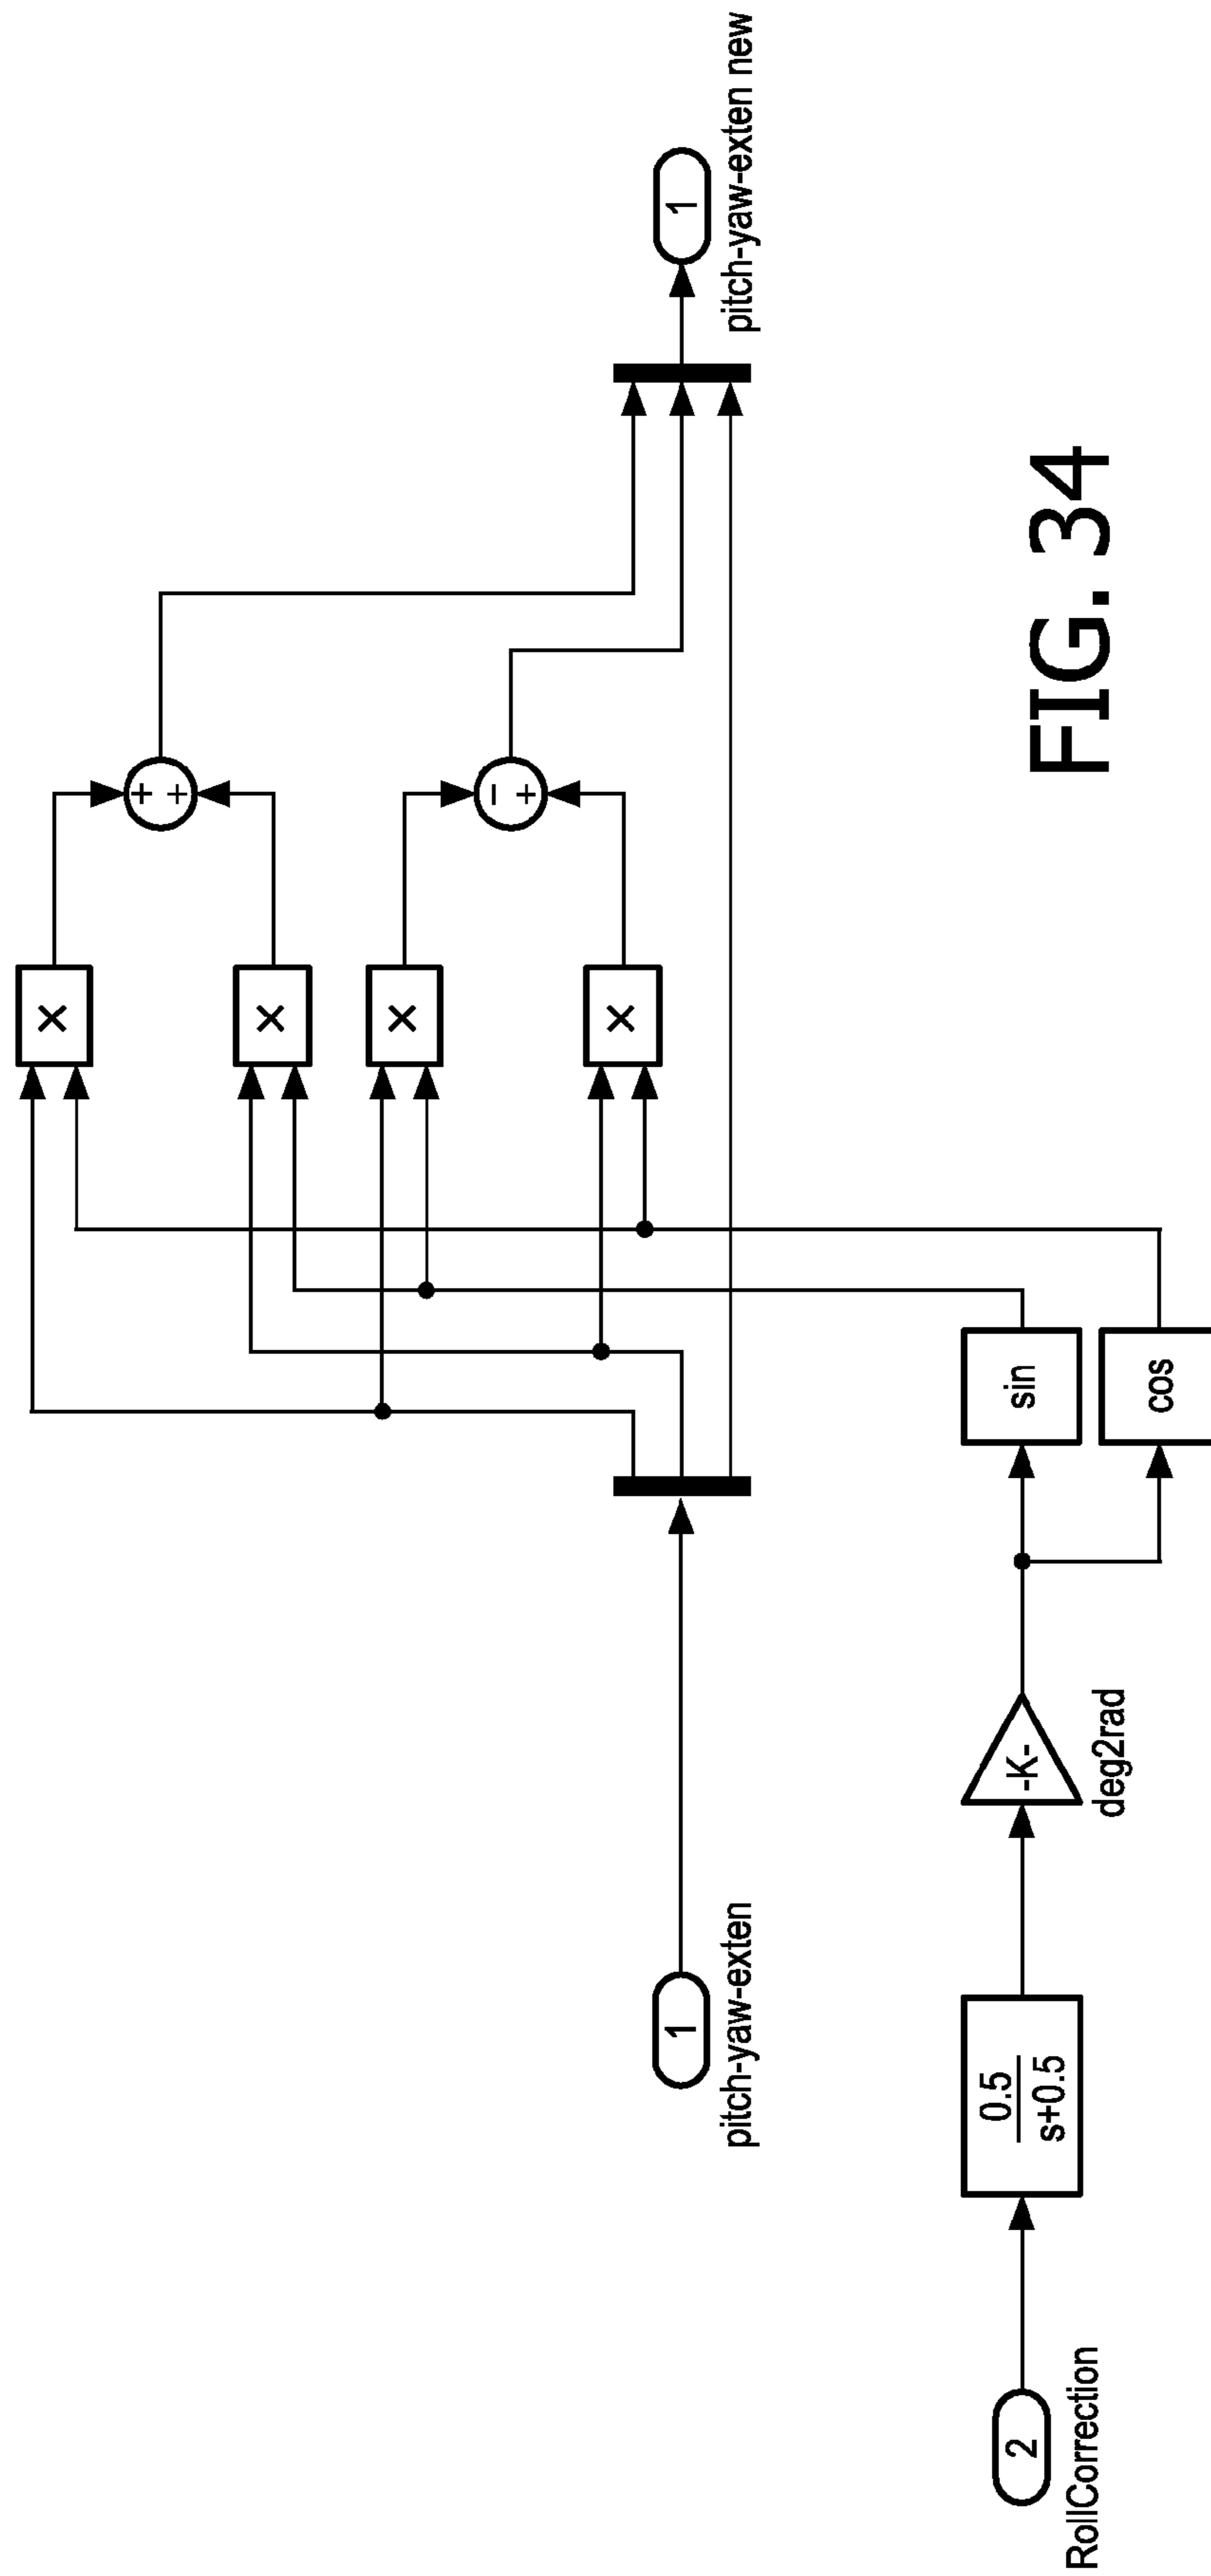 ×
+
+
×
×
−
+
×
1
pitch-yaw-exten
1
pitch-yaw-exten new
2
RollCorrection
0.5
s+0.5
-K-
deg2rad
sin
cos
FIG. 34